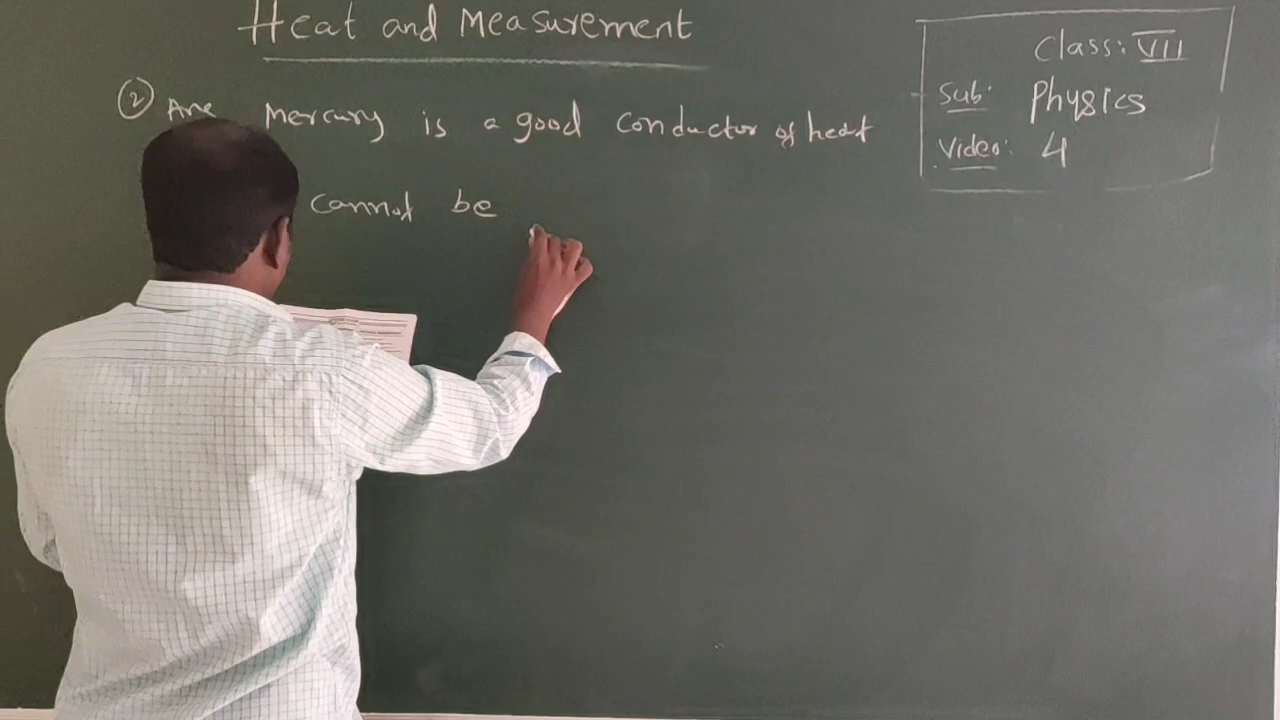 Heat and Measurement
Class: VII
Sub: Physics
Video: 4
② Ans Mercury is a good conductor of heat
cannot be